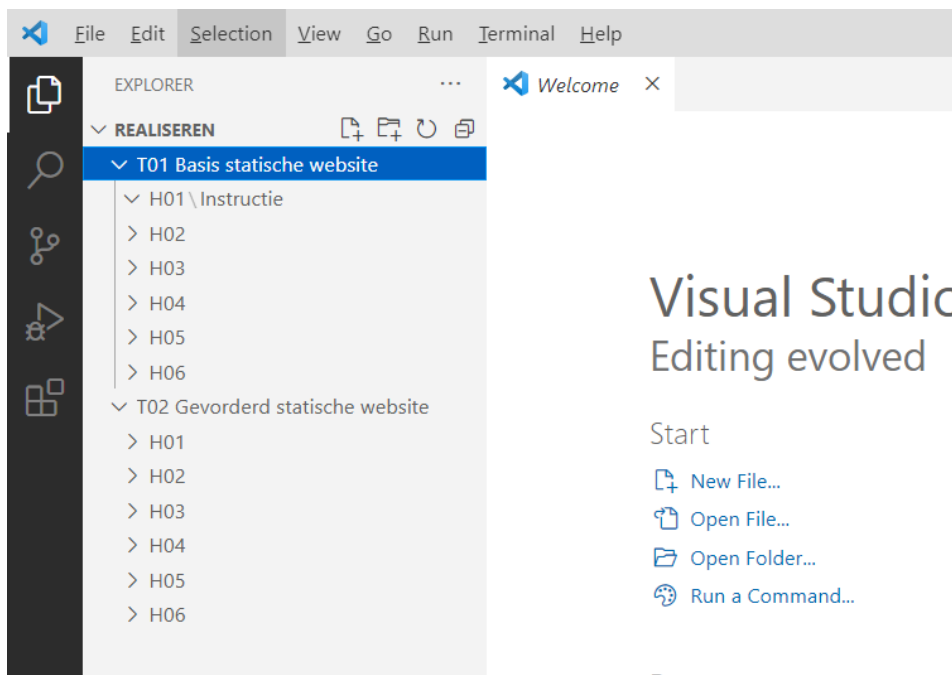 File Edit Selection View Go Run Terminal Help
EXPLORER ···
Welcome
REALISEREN
T01 Basis statische website
H01\Instructie
H02
H03
H04
H05
H06
T02 Gevorderd statische website
H01
H02
H03
H04
H05
H06
Visual Studio
Editing evolved
Start
New File...
Open File...
Open Folder...
Run a Command...